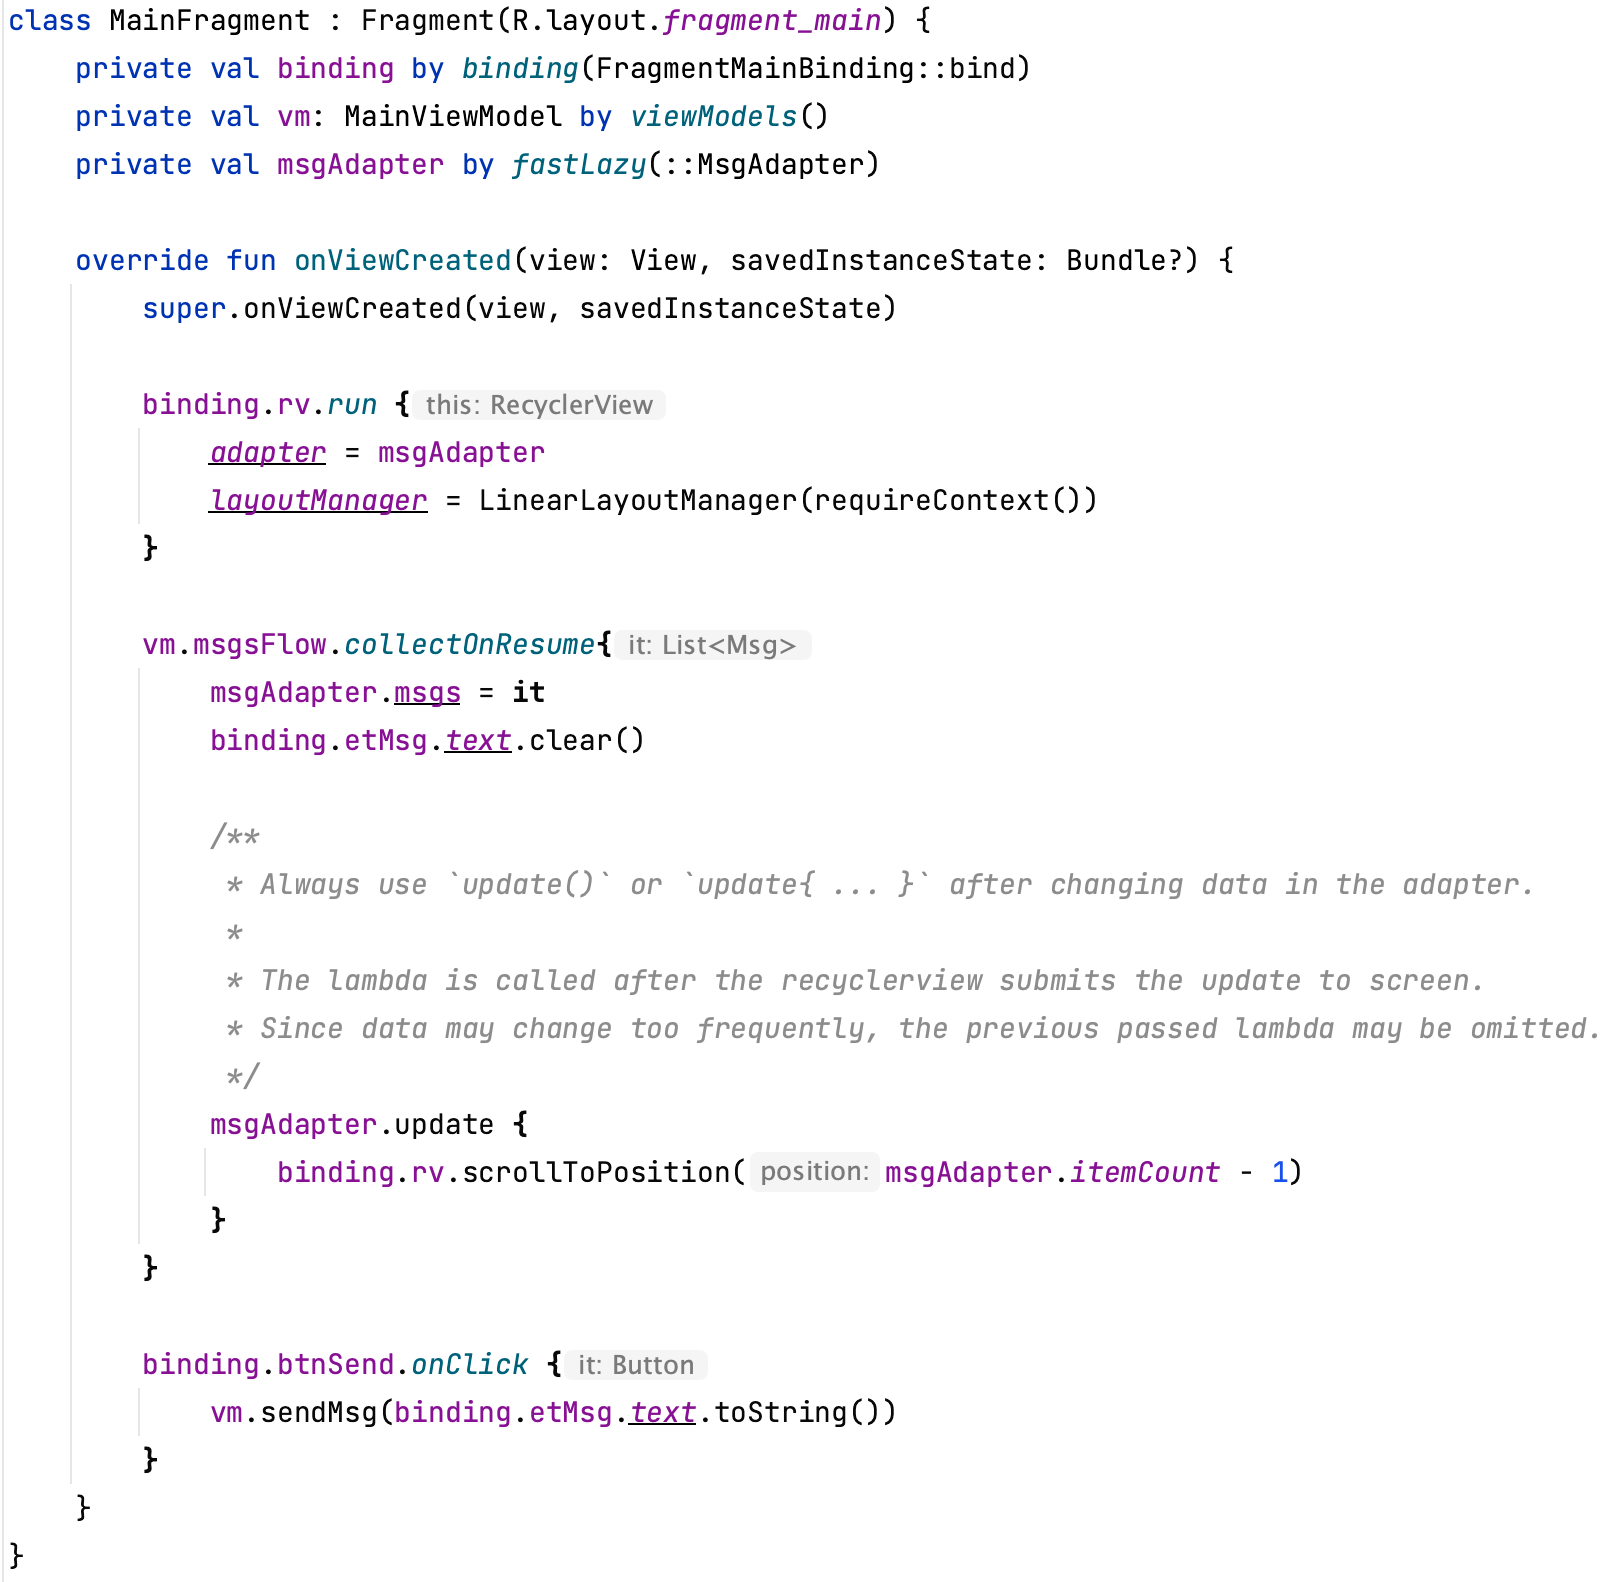 class MainFragment : Fragment(R.layout.fragment_main) {
    private val binding by binding(FragmentMainBinding::bind)
    private val vm: MainViewModel by viewModels()
    private val msgAdapter by fastLazy(::MsgAdapter)

    override fun onViewCreated(view: View, savedInstanceState: Bundle?) {
        super.onViewCreated(view, savedInstanceState)

        binding.rv.run { this: RecyclerView
            adapter = msgAdapter
            layoutManager = LinearLayoutManager(requireContext())
        }

        vm.msgsFlow.collectOnResume{ it: List<Msg>
            msgAdapter.msgs = it
            binding.etMsg.text.clear()

            /**
             * Always use `update()` or `update{ ... }` after changing data in the adapter.
             *
             * The lambda is called after the recyclerview submits the update to screen.
             * Since data may change too frequently, the previous passed lambda may be omitted.
             */
            msgAdapter.update {
                binding.rv.scrollToPosition( position: msgAdapter.itemCount - 1)
            }
        }

        binding.btnSend.onClick { it: Button
            vm.sendMsg(binding.etMsg.text.toString())
        }
    }
}